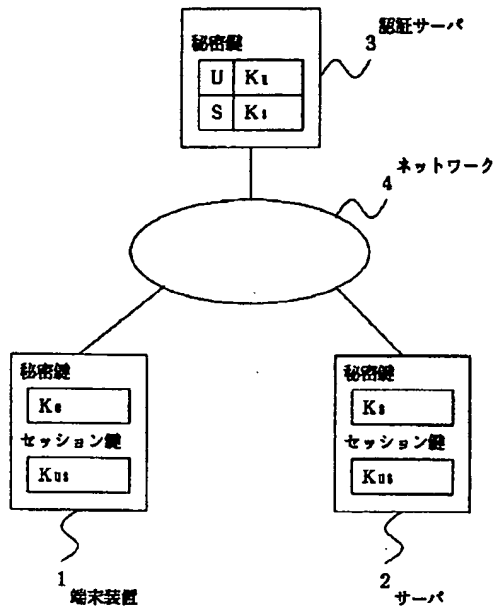 認証サーバ
3
秘密鍵
U Ku
S Ks
ネットワーク
4
秘密鍵
Ke
セッション鍵
Kus
秘密鍵
Ks
セッション鍵
Kus
1 端末装置
2 サーバ